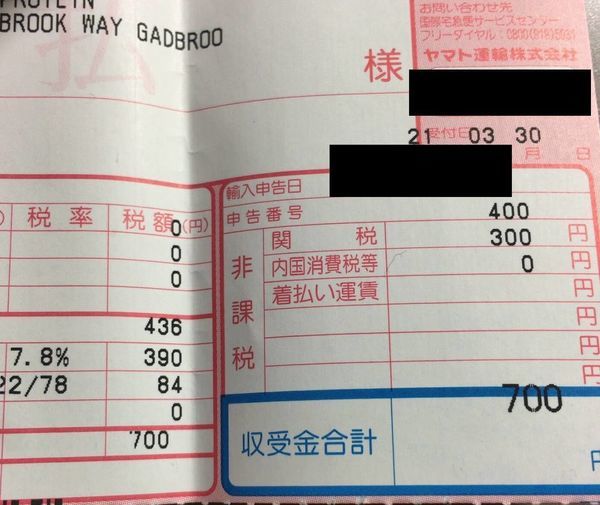 PROTEIN
BROOK WAY GADBROO
払
様
お問い合わせ先
国際宅急便サービスセンター
フリーダイヤル:0800(919)5931
ヤマト運輸株式会社
受付日
21 03 30
月 日
税率 税額(円)
0
0
0
436
7.8% 390
22/78 84
0
700
輸入申告日
申告番号 400
非課税
関税 300 円
内国消費税等 0 円
着払い運賃 円
円
円
円
700
収受金合計
円